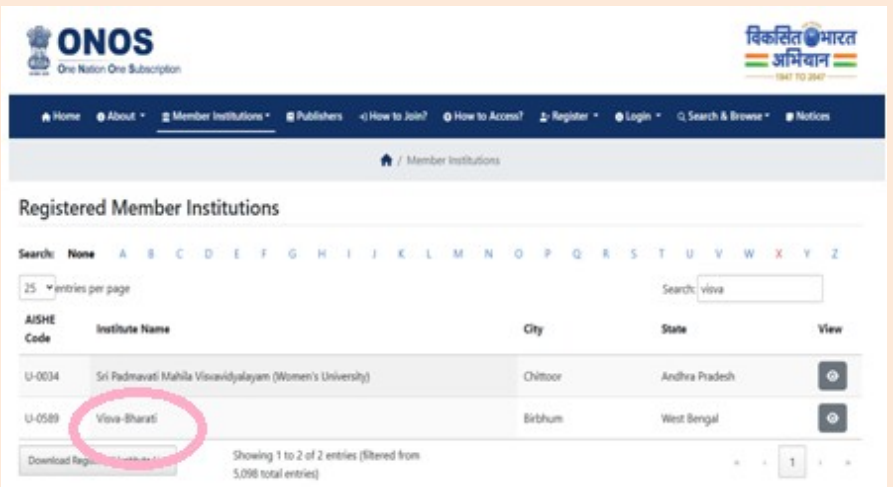 ONOS
One Nation One Subscription
विकसित भारत
अभियान
1947 TO 2047
Home About Member Institutions Publishers How to Join? How to Access? Register Login Search & Browse Notices
/ Member Institutions
Registered Member Institutions
Search: None A B C D E F G H I J K L M N O P Q R S T U V W X Y Z
25 entries per page Search: visva
AISHE Code Institute Name City State View
U-0034 Sri Padmavati Mahila Visvavidyalayam (Women's University) Chittoor Andhra Pradesh
U-0589 Visva-Bharati Birbhum West Bengal
Download Showing 1 to 2 of 2 entries (filtered from
5,098 total entries) « ‹ 1 › »